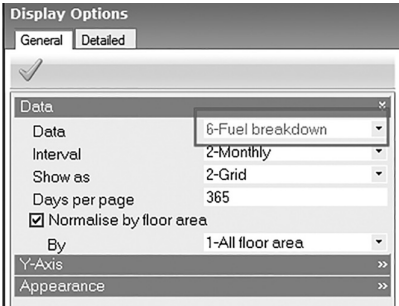 Display Options
General Detailed
Data
Data 6-Fuel breakdown
Interval 2-Monthly
Show as 2-Grid
Days per page 365
Normalise by floor area
By 1-All floor area
Y-Axis
Appearance